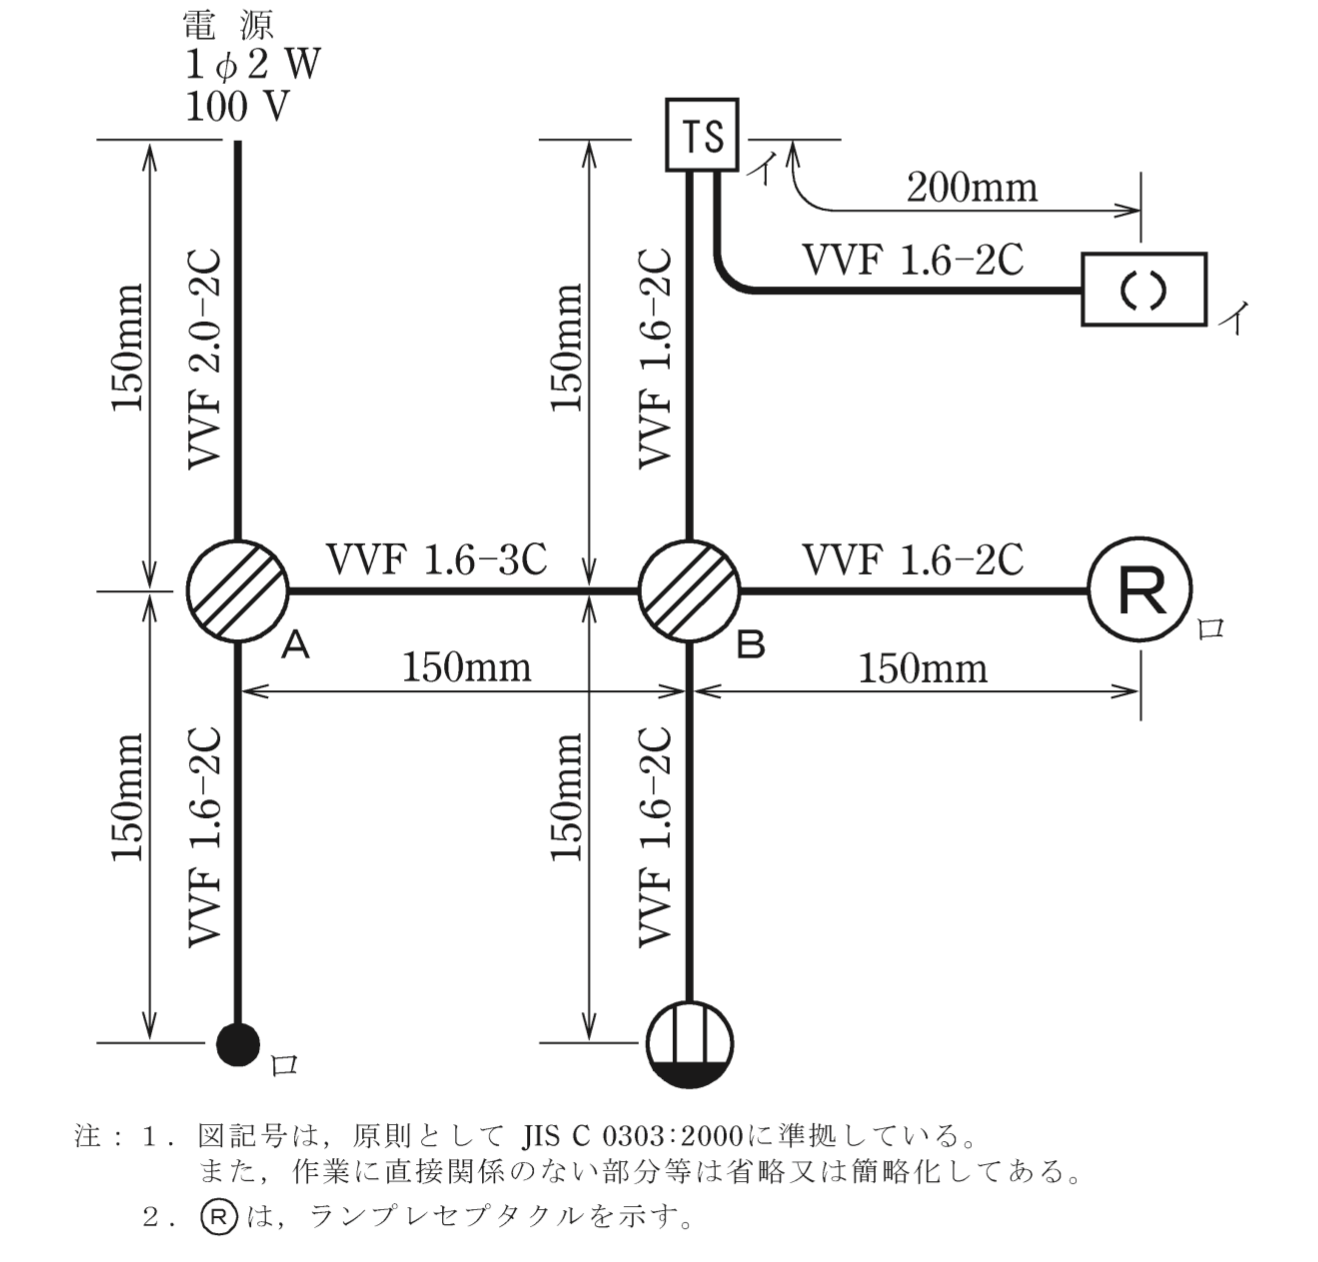 電 源
1φ2 W
100 V
TS
イ
200mm
VVF 1.6-2C
イ
150mm
VVF 2.0-2C
150mm
VVF 1.6-2C
VVF 1.6-3C
VVF 1.6-2C
R
ロ
A
B
150mm
150mm
150mm
VVF 1.6-2C
150mm
VVF 1.6-2C
ロ
注：1． 図記号は，原則として JIS C 0303:2000に準拠している。
また，作業に直接関係のない部分等は省略又は簡略化してある。
2．Ⓡは，ランプレセプタクルを示す。